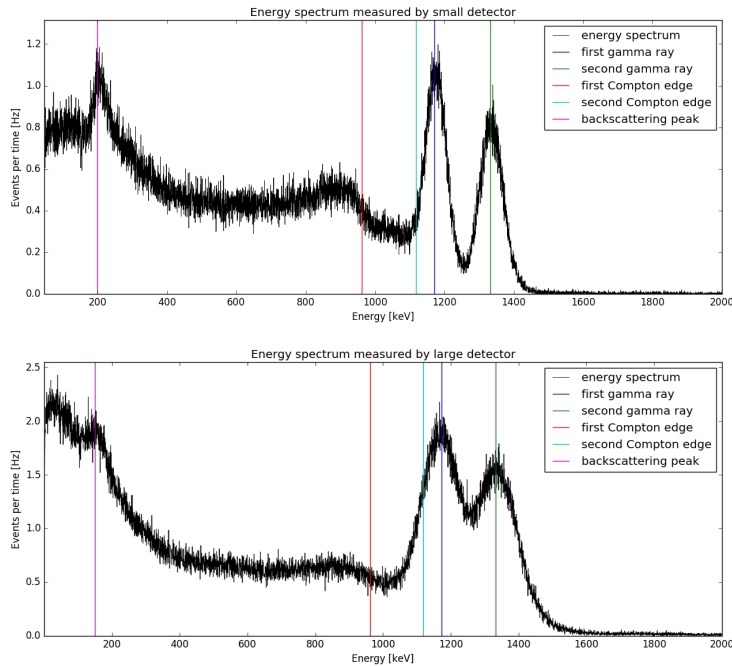 Energy spectrum measured by small detector
1.2
1.0
0.8
0.6
0.4
0.2
0.0
Events per time [Hz]
energy spectrum
first gamma ray
second gamma ray
first Compton edge
second Compton edge
backscattering peak
200 400 600 800 1000 1200 1400 1600 1800 2000
Energy [keV]
Energy spectrum measured by large detector
2.5
2.0
1.5
1.0
0.5
0.0
Events per time [Hz]
energy spectrum
first gamma ray
second gamma ray
first Compton edge
second Compton edge
backscattering peak
200 400 600 800 1000 1200 1400 1600 1800 2000
Energy [keV]